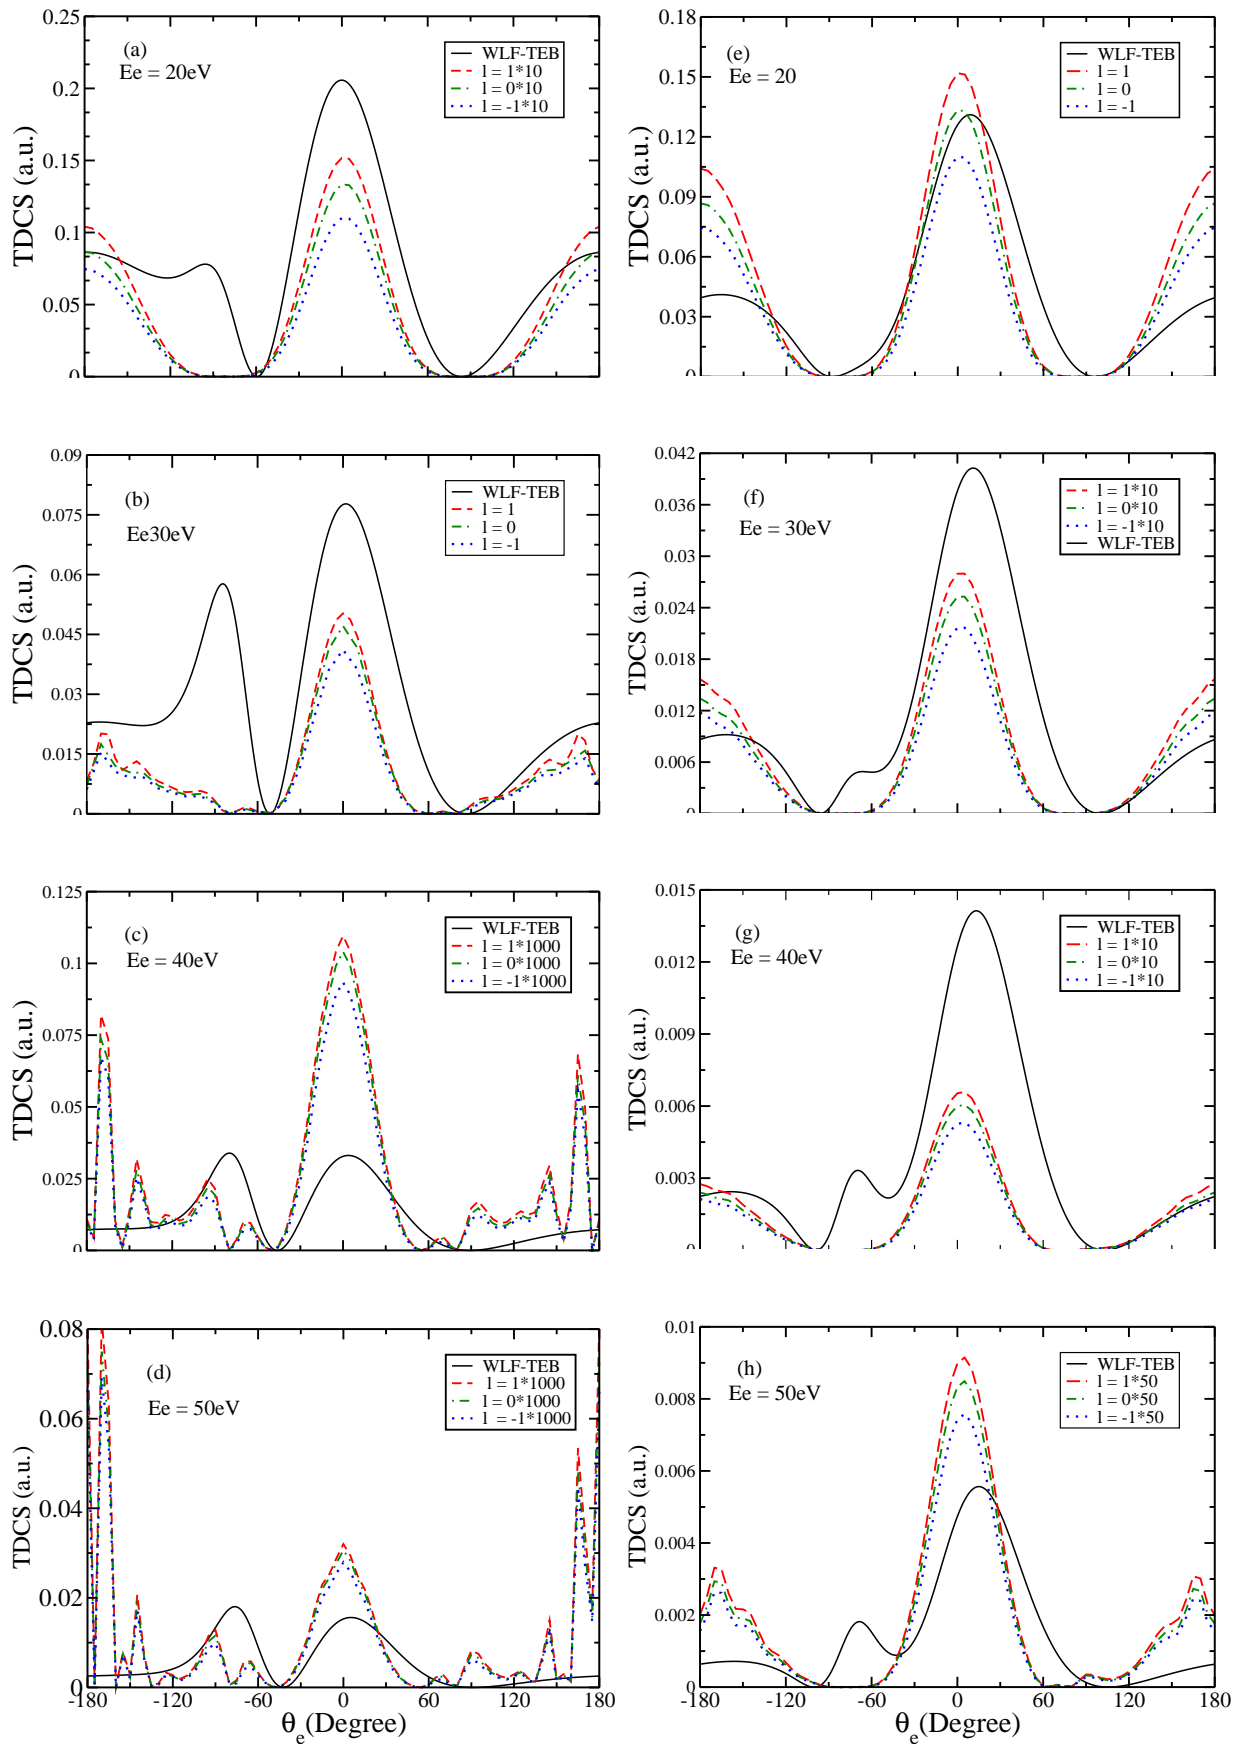 0.25
0.2
0.15
0.1
0.05
0
TDCS (a.u.)
(a)
Ee = 20eV
WLF-TEB
l = 1*10
l = 0*10
l = -1*10
0.18
0.15
0.12
0.09
0.06
0.03
0
TDCS (a.u.)
(e)
Ee = 20
WLF-TEB
l = 1
l = 0
l = -1
0.09
0.075
0.06
0.045
0.03
0.015
0
TDCS (a.u.)
(b)
Ee30eV
WLF-TEB
l = 1
l = 0
l = -1
0.042
0.036
0.03
0.024
0.018
0.012
0.006
0
TDCS (a.u.)
(f)
Ee = 30eV
l = 1*10
l = 0*10
l = -1*10
WLF-TEB
0.125
0.1
0.075
0.05
0.025
0
TDCS (a.u.)
(c)
Ee = 40eV
WLF-TEB
l = 1*1000
l = 0*1000
l = -1*1000
0.015
0.012
0.009
0.006
0.003
0
TDCS (a.u.)
(g)
Ee = 40eV
WLF-TEB
l = 1*10
l = 0*10
l = -1*10
0.08
0.06
0.04
0.02
0
TDCS (a.u.)
(d)
Ee = 50eV
WLF-TEB
l = 1*1000
l = 0*1000
l = -1*1000
-180 -120 -60 0 60 120 180
θ_e(Degree)
0.01
0.008
0.006
0.004
0.002
0
TDCS (a.u.)
(h)
Ee = 50eV
WLF-TEB
l = 1*50
l = 0*50
l = -1*50
-180 -120 -60 0 60 120 180
θ_e(Degree)